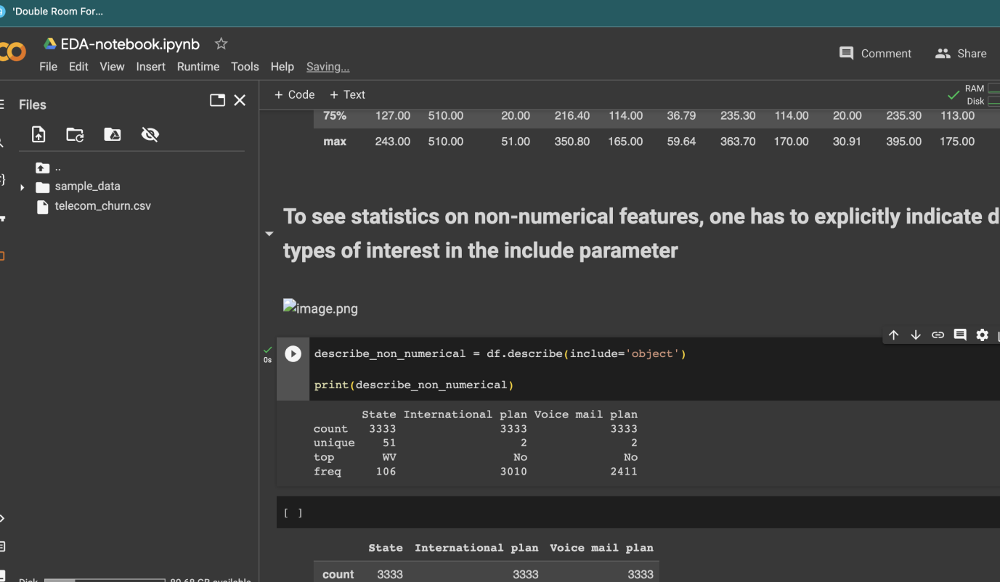 'Double Room For...
EDA-notebook.ipynb
File Edit View Insert Runtime Tools Help Saving...
Comment Share
Files
+ Code + Text
RAM
Disk
..
sample_data
telecom_churn.csv
75% 127.00 510.00 20.00 216.40 114.00 36.79 235.30 114.00 20.00 235.30 113.00
max 243.00 510.00 51.00 350.80 165.00 59.64 363.70 170.00 30.91 395.00 175.00
To see statistics on non-numerical features, one has to explicitly indicate d
types of interest in the include parameter
image.png
0s
describe_non_numerical = df.describe(include='object')
print(describe_non_numerical)
State International plan Voice mail plan
count 3333 3333 3333
unique 51 2 2
top WV No No
freq 106 3010 2411
[ ]
State International plan Voice mail plan
count 3333 3333 3333
Disk 80.68 GB available